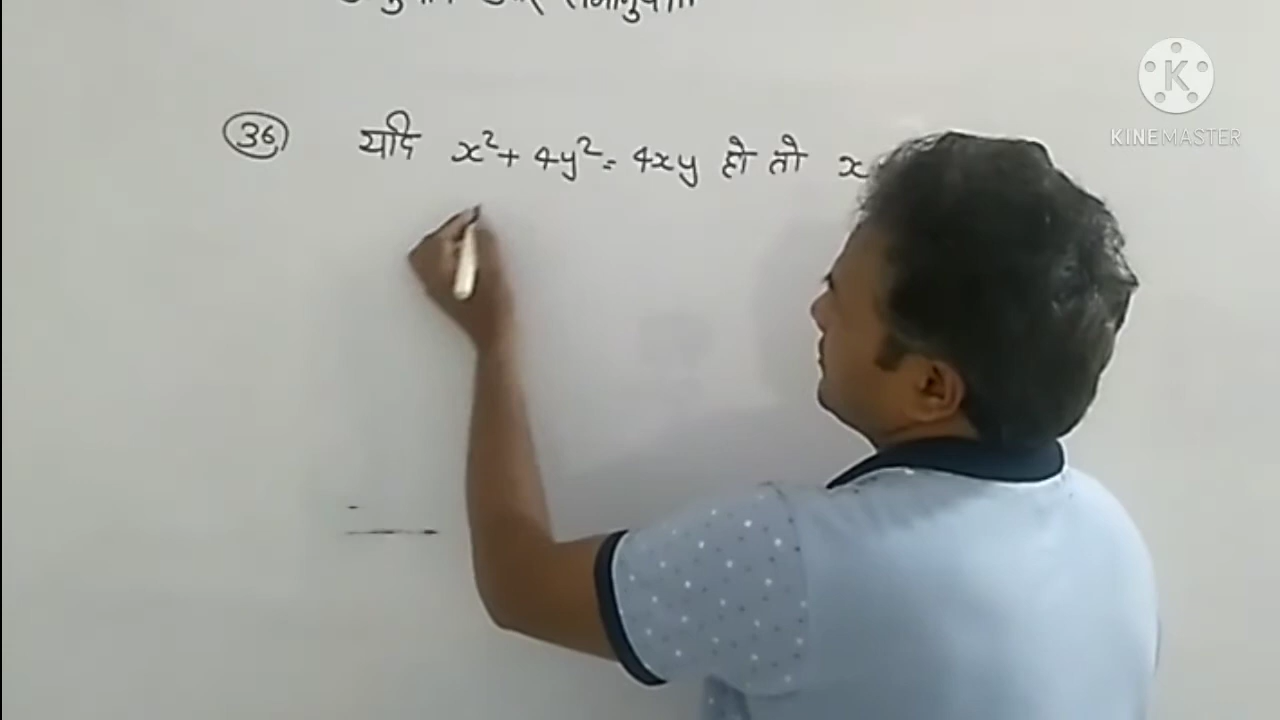 KINEMASTER
(36) यदि x²+ 4y² = 4xy हो तो x